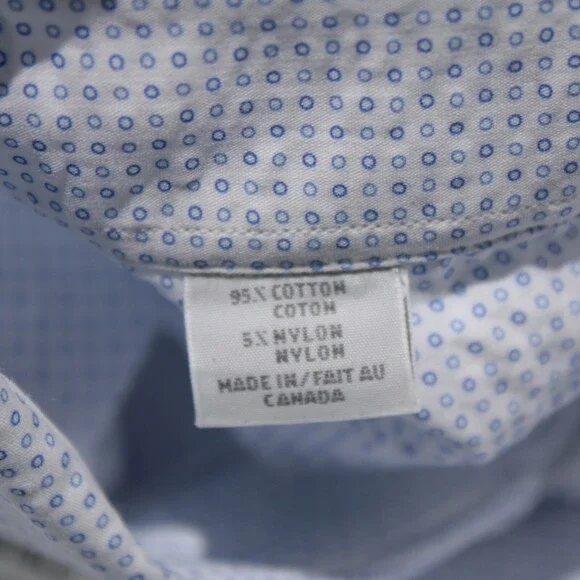 95% COTTON
COTON
5% NYLON
NYLON
MADE IN/FAIT AU
CANADA